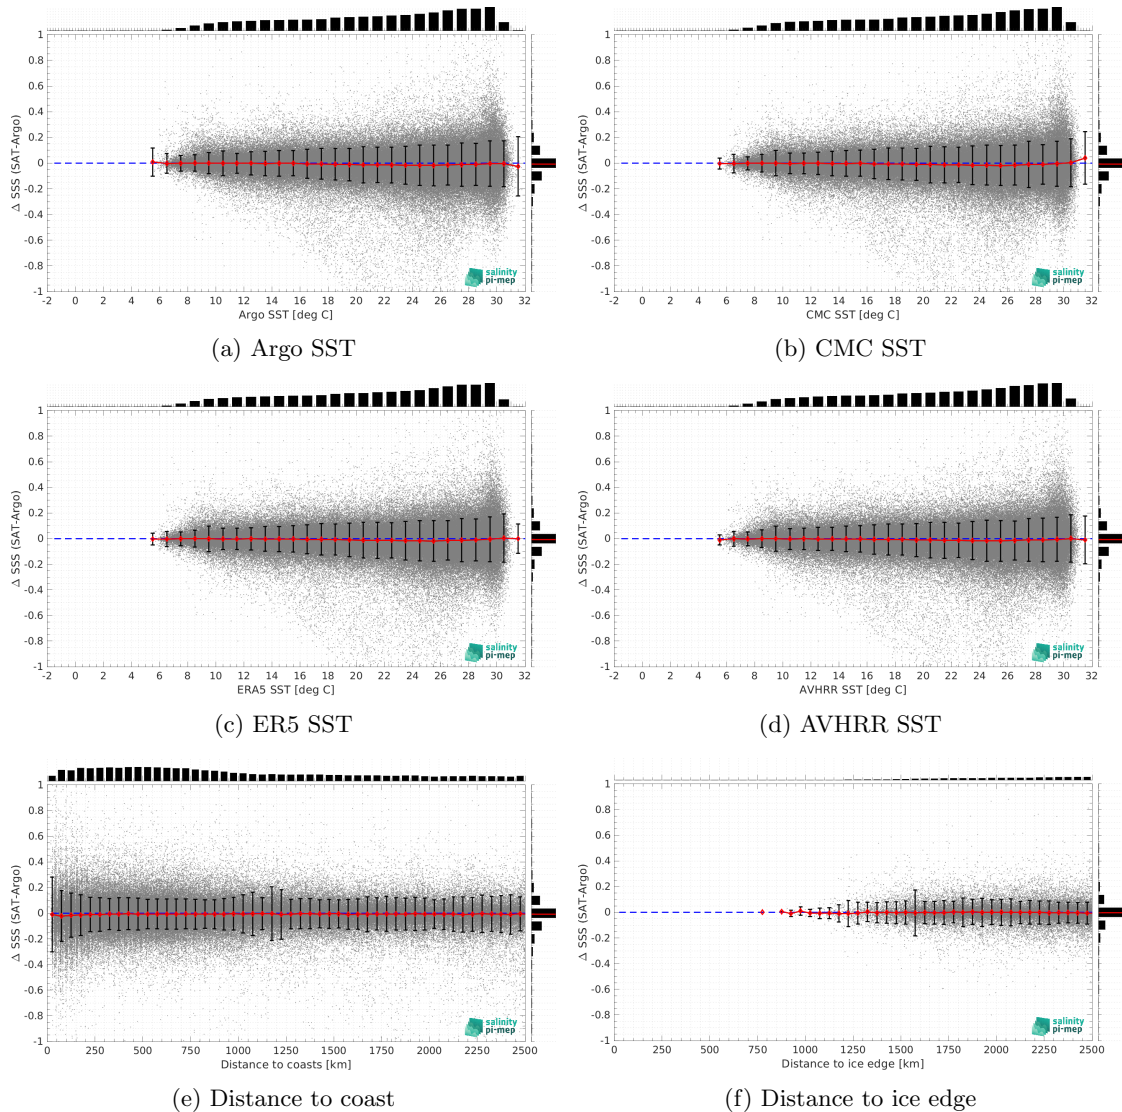 1
0.8
0.6
0.4
0.2
0
-0.2
-0.4
-0.6
-0.8
-1
Δ SSS (SAT-Argo)
salinity
pi-mep
-2 0 2 4 6 8 10 12 14 16 18 20 22 24 26 28 30 32
Argo SST [deg C]
(a) Argo SST
1
0.8
0.6
0.4
0.2
0
-0.2
-0.4
-0.6
-0.8
-1
Δ SSS (SAT-Argo)
salinity
pi-mep
-2 0 2 4 6 8 10 12 14 16 18 20 22 24 26 28 30 32
CMC SST [deg C]
(b) CMC SST
1
0.8
0.6
0.4
0.2
0
-0.2
-0.4
-0.6
-0.8
-1
Δ SSS (SAT-Argo)
salinity
pi-mep
-2 0 2 4 6 8 10 12 14 16 18 20 22 24 26 28 30 32
ERA5 SST [deg C]
(c) ER5 SST
1
0.8
0.6
0.4
0.2
0
-0.2
-0.4
-0.6
-0.8
-1
Δ SSS (SAT-Argo)
salinity
pi-mep
-2 0 2 4 6 8 10 12 14 16 18 20 22 24 26 28 30 32
AVHRR SST [deg C]
(d) AVHRR SST
1
0.8
0.6
0.4
0.2
0
-0.2
-0.4
-0.6
-0.8
-1
Δ SSS (SAT-Argo)
salinity
pi-mep
0 250 500 750 1000 1250 1500 1750 2000 2250 2500
Distance to coasts [km]
(e) Distance to coast
1
0.8
0.6
0.4
0.2
0
-0.2
-0.4
-0.6
-0.8
-1
Δ SSS (SAT-Argo)
salinity
pi-mep
0 250 500 750 1000 1250 1500 1750 2000 2250 2500
Distance to ice edge [km]
(f) Distance to ice edge